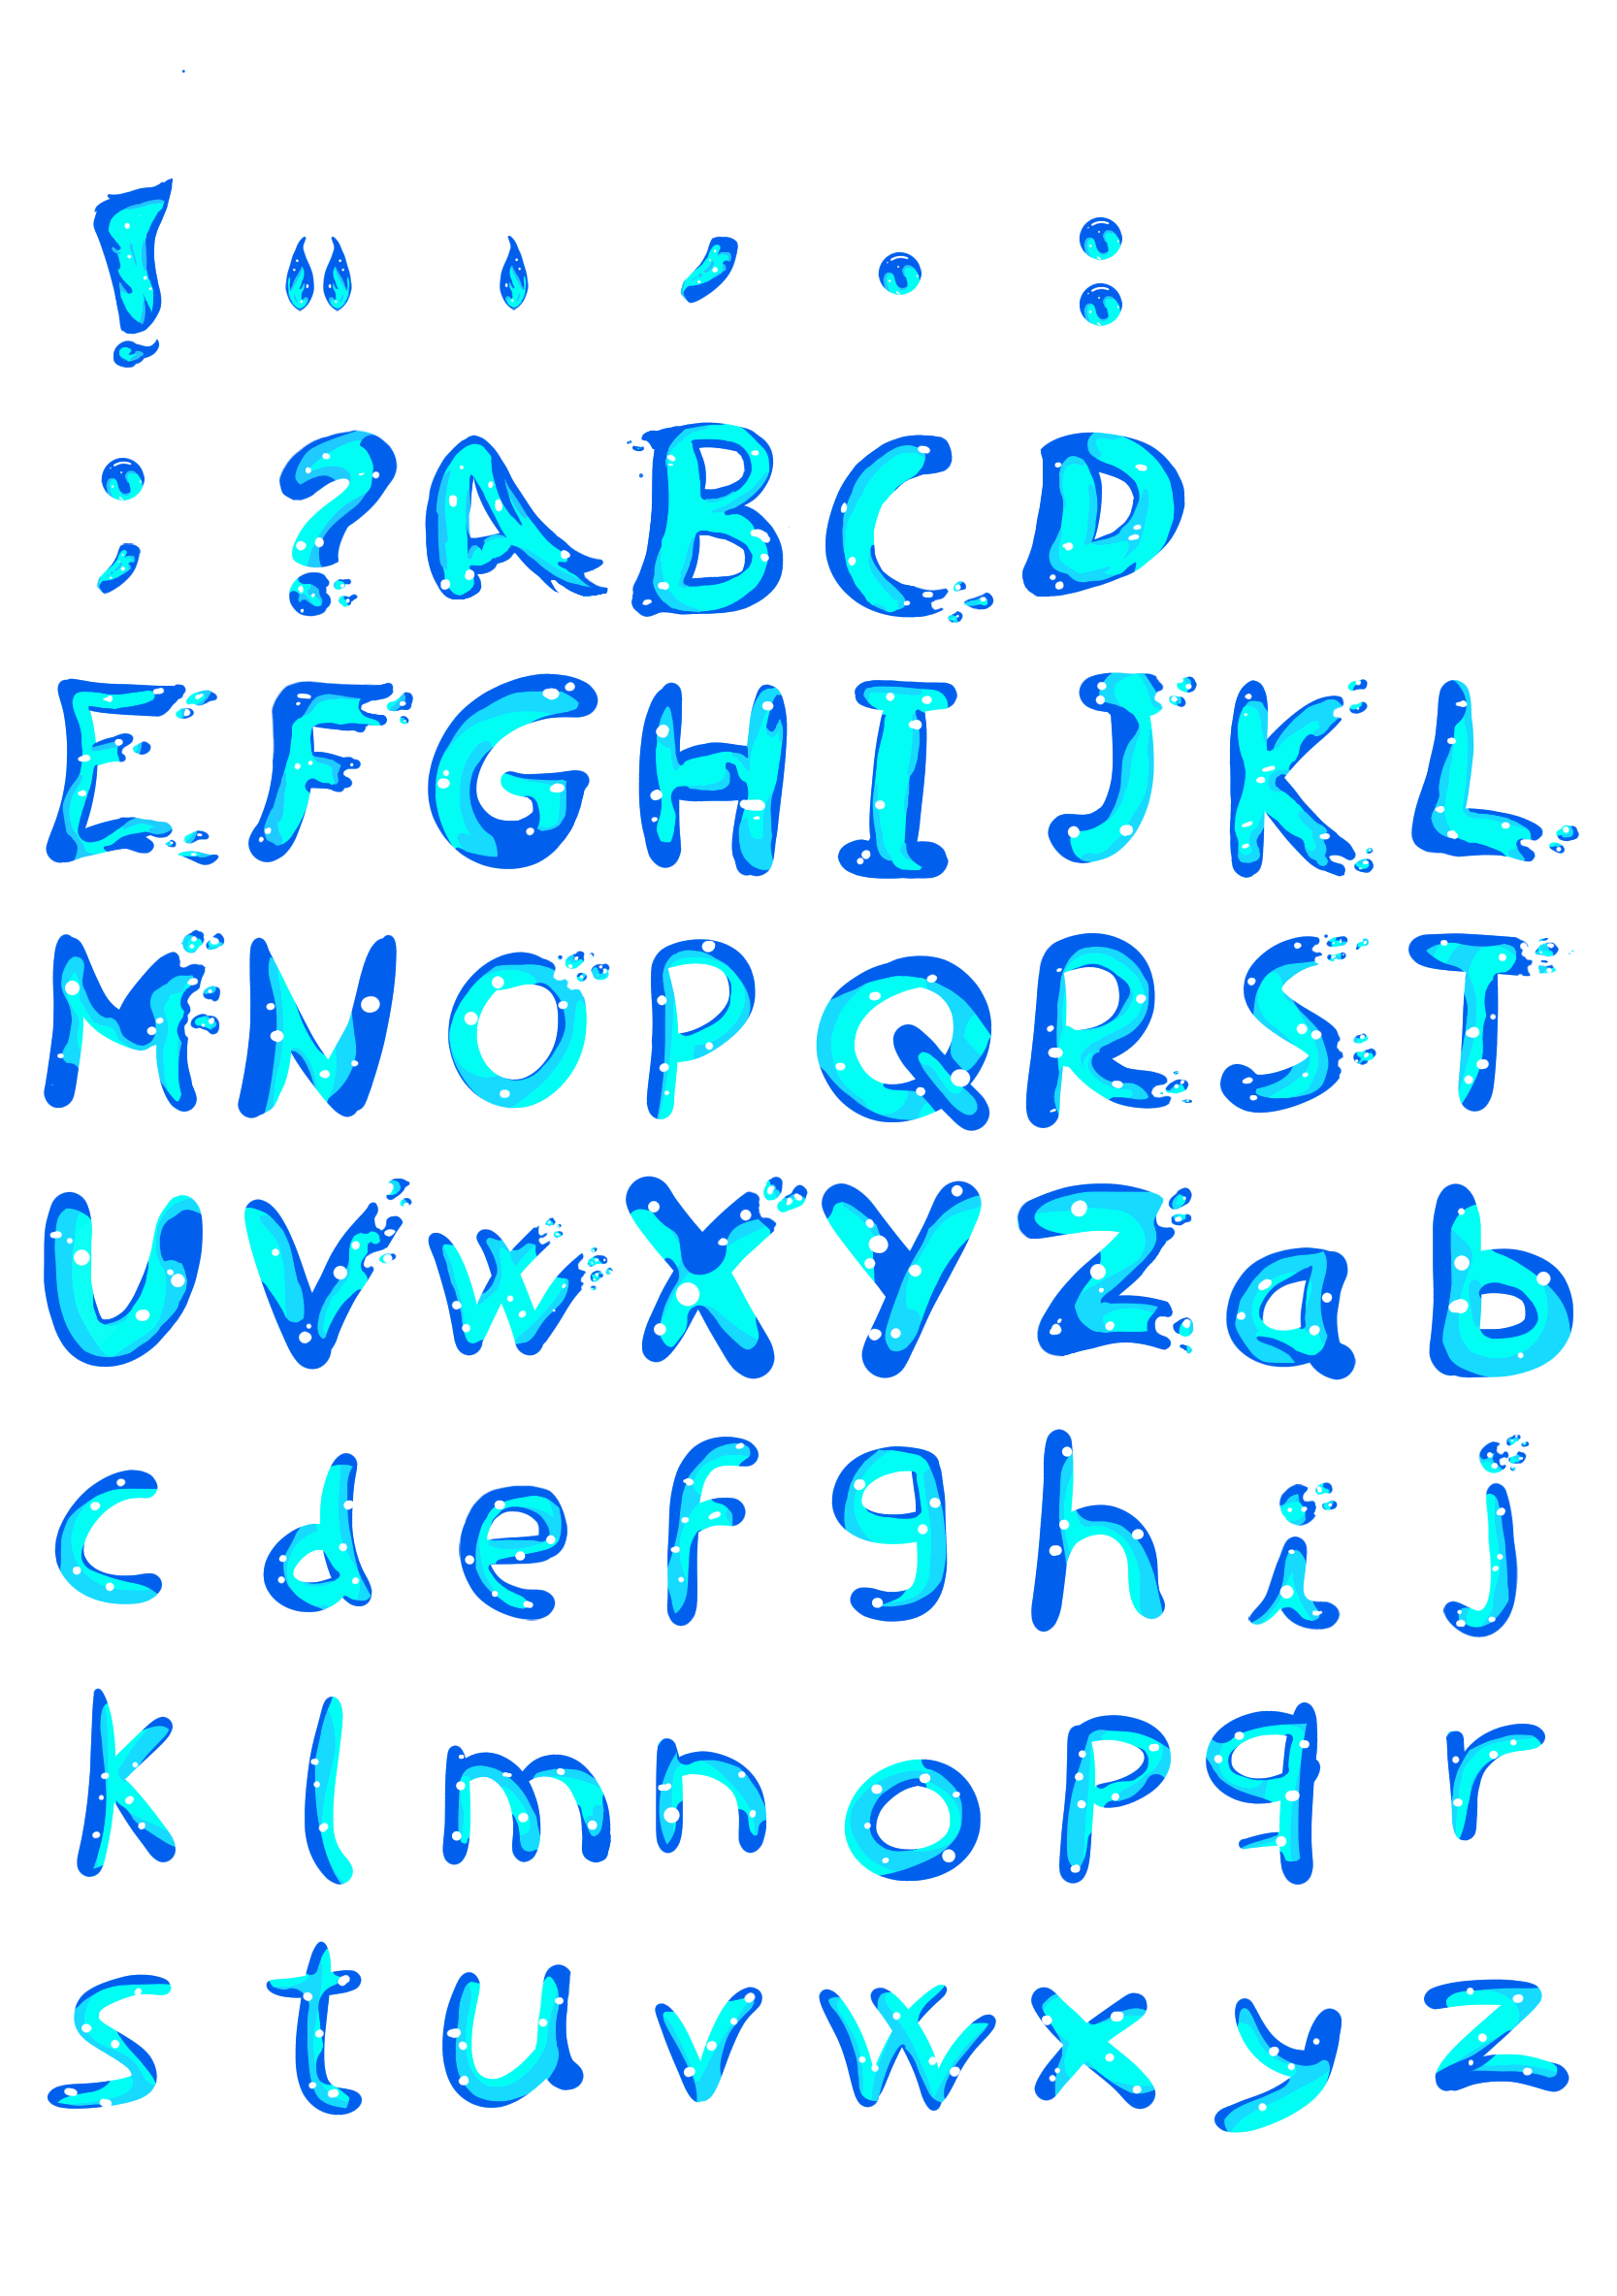 ! " ' , . :
; ? A B C D
E F G H I J K L
M N O P Q R S T
U V W X Y Z a b
c d e f g h i j
k l m n o p q r
s t u v w x y z